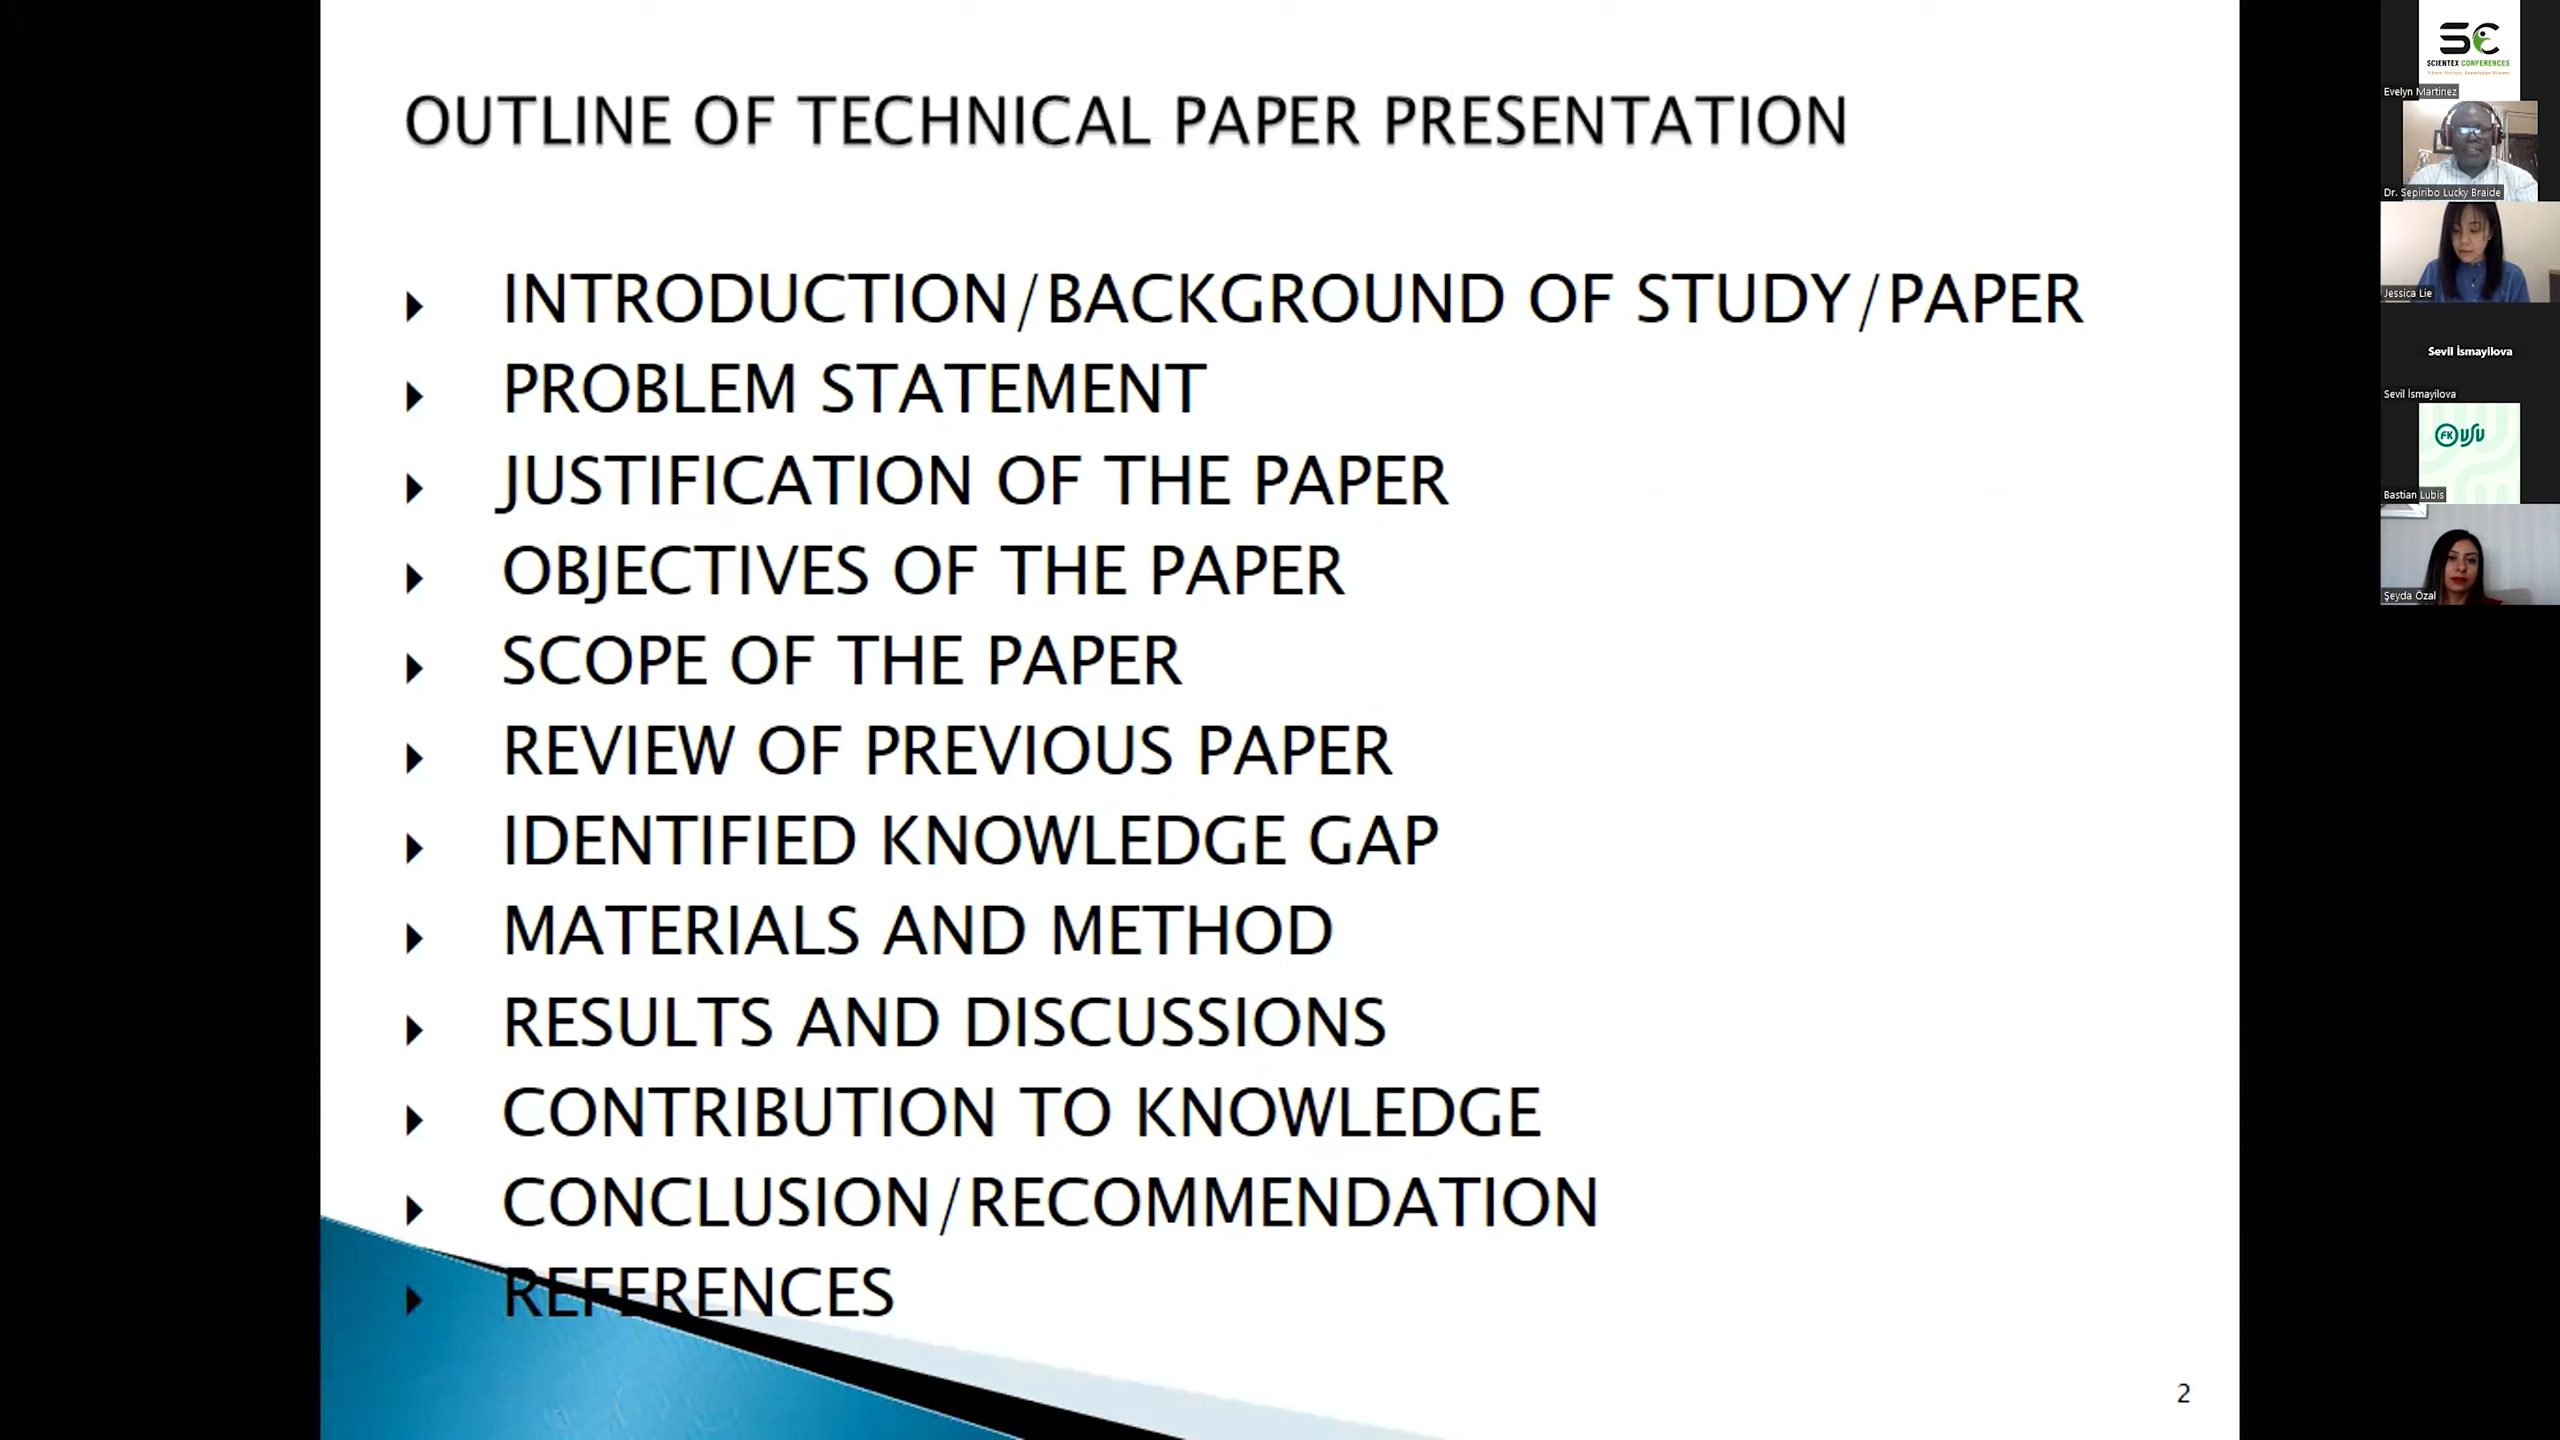 OUTLINE OF TECHNICAL PAPER PRESENTATION
INTRODUCTION/BACKGROUND OF STUDY/PAPER
PROBLEM STATEMENT
JUSTIFICATION OF THE PAPER
OBJECTIVES OF THE PAPER
SCOPE OF THE PAPER
REVIEW OF PREVIOUS PAPER
IDENTIFIED KNOWLEDGE GAP
MATERIALS AND METHOD
RESULTS AND DISCUSSIONS
CONTRIBUTION TO KNOWLEDGE
CONCLUSION/RECOMMENDATION
REFERENCES
2
SC
SCIENTEX CONFERENCES
Evelyn Martinez
Dr. Sepiribo Lucky Braide
Jessica Lie
Sevil İsmayilova
Sevil İsmayilova
FK USU
Bastian Lubis
Şeyda Özal